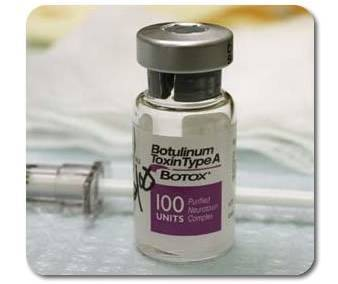 Botulinum
Toxin Type A
BOTOX®
100
UNITS
Purified
Neurotoxin
Complex